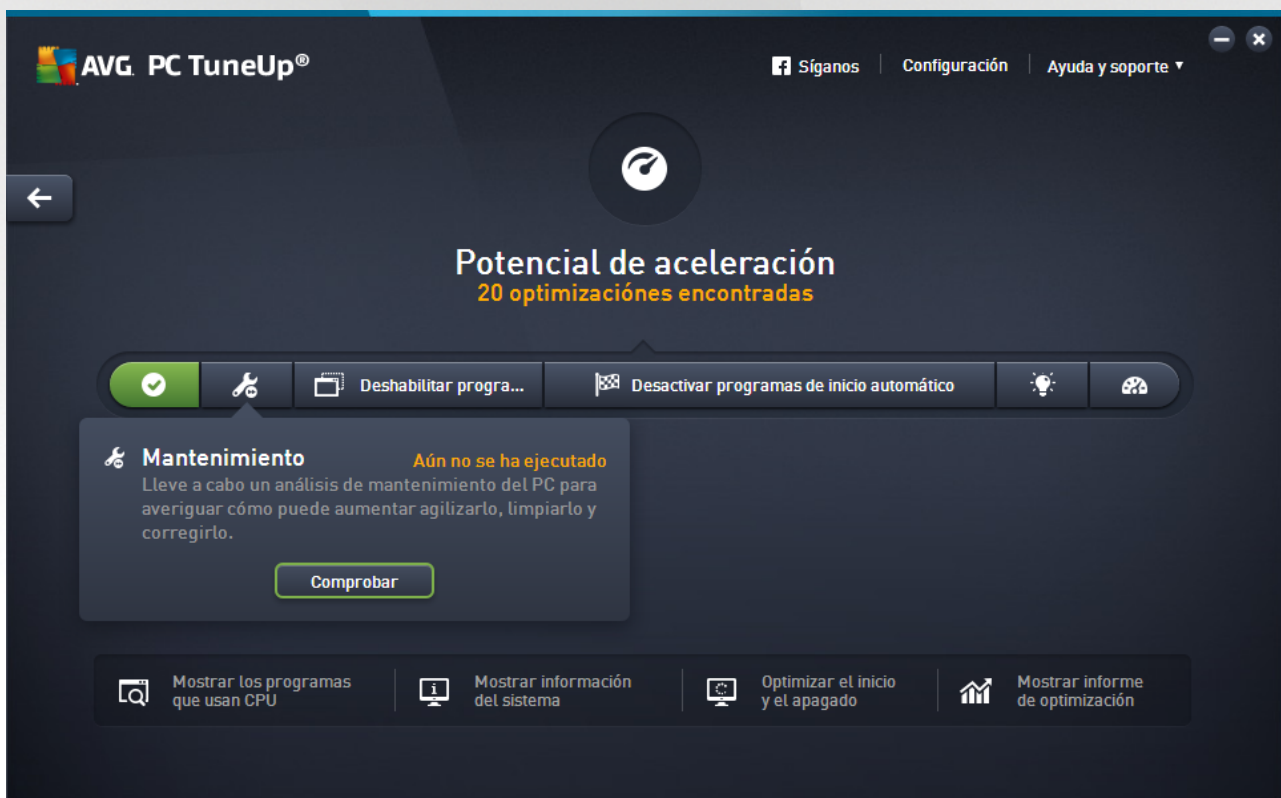 AVG PC TuneUp®
Síganos
Configuración
Ayuda y soporte
Potencial de aceleración
20 optimizaciónes encontradas
Deshabilitar progra...
Desactivar programas de inicio automático
Mantenimiento
Aún no se ha ejecutado
Lleve a cabo un análisis de mantenimiento del PC para
averiguar cómo puede aumentar agilizarlo, limpiarlo y
corregirlo.
Comprobar
Mostrar los programas
que usan CPU
Mostrar información
del sistema
Optimizar el inicio
y el apagado
Mostrar informe
de optimización